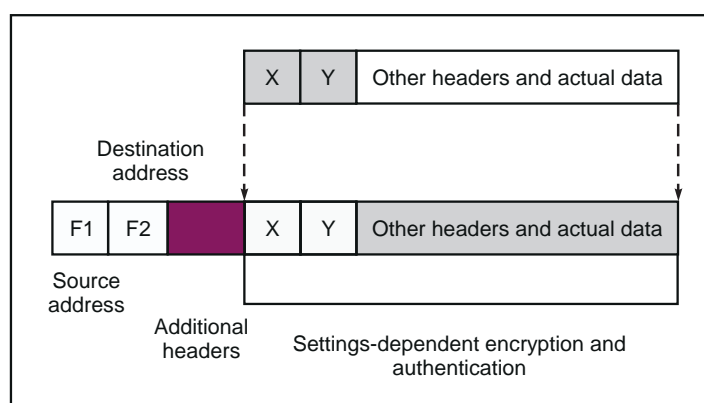 X Y Other headers and actual data
Destination
address
F1 F2 X Y Other headers and actual data
Source
address
Additional
headers
Settings-dependent encryption and
authentication